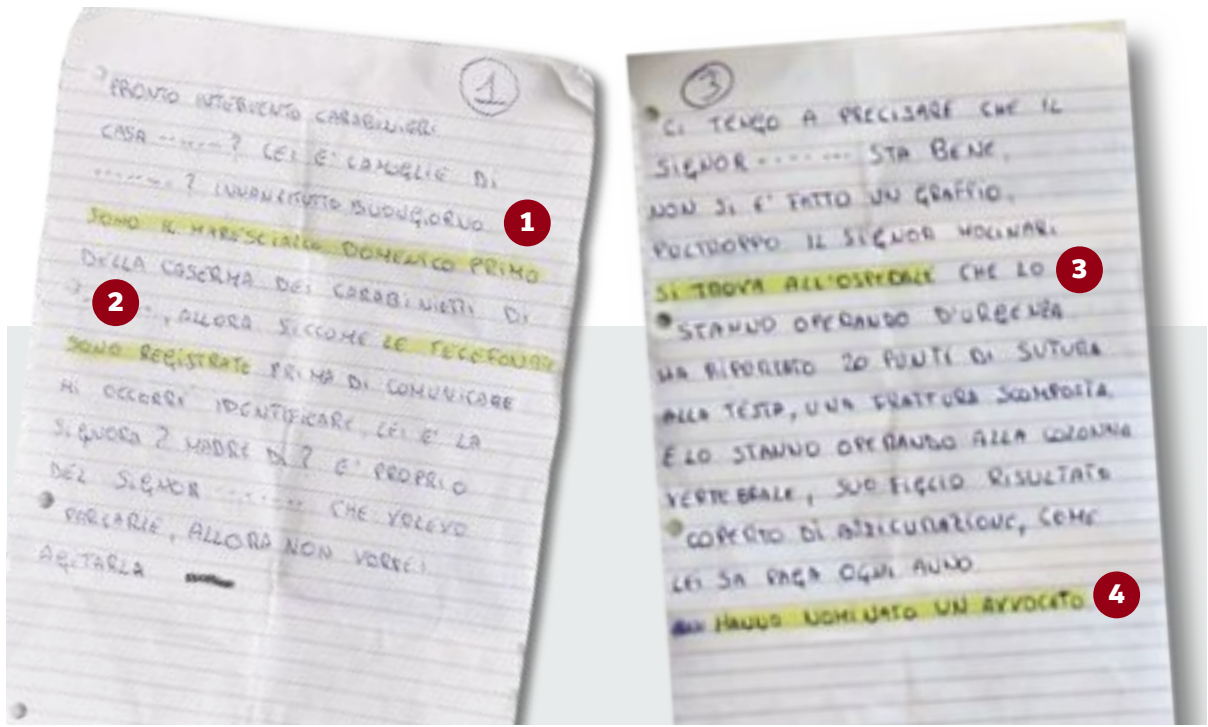 1
PRONTO INTERVENTO CARABINIERI
CASA ......? LEI E' LA MOGLIE DI
.......? INNANZITUTTO BUONGIORNO
1
SONO IL MARESCIALLO DOMENICO PRIMO
DELLA CASERMA DEI CARABINIERI DI
2
..., ALLORA SICCOME LE TELEFONATE
SONO REGISTRATE PRIMA DI COMUNICARE
MI OCCORRE IDENTIFICARE, LEI E' LA
SIGNORA? MADRE DI? E' PROPRIO
DEL SIGNOR ........ CHE VOLEVO
PARLARLE, ALLORA NON VORREI
AGITARLA
3
CI TENGO A PRECISARE CHE IL
SIGNOR ....... STA BENE,
NON SI E' FATTO UN GRAFFIO.
PULTROPPO IL SIGNOR MOLINARI
SI TROVA ALL'OSPEDALE CHE LO
3
STANNO OPERANDO D'URGENZA
HA RIPORTATO 20 PUNTI DI SUTURA
ALLA TESTA, UNA FRATTURA SCOMPOSTA
E LO STANNO OPERANDO ALLA COLONNA
VERTEBRALE, SUO FIGLIO RISULTATO
COPERTO DI ASSICURAZIONE, COME
LEI SA PAGA OGNI ANNO
HANNO NOMINATO UN AVVOCATO
4